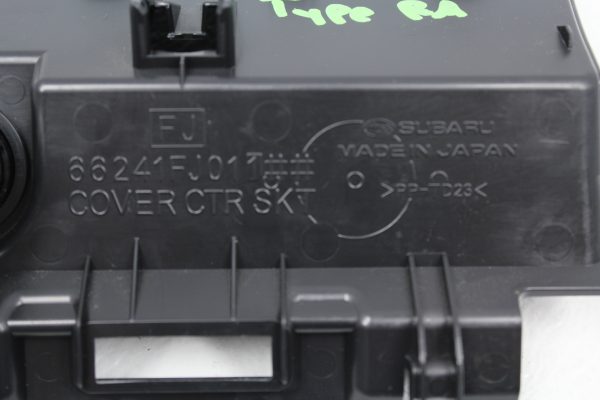 TYPE RA
FJ
SUBARU
MADE IN JAPAN
66241FJ011##
COVER CTR SKT
>PP-TD23<